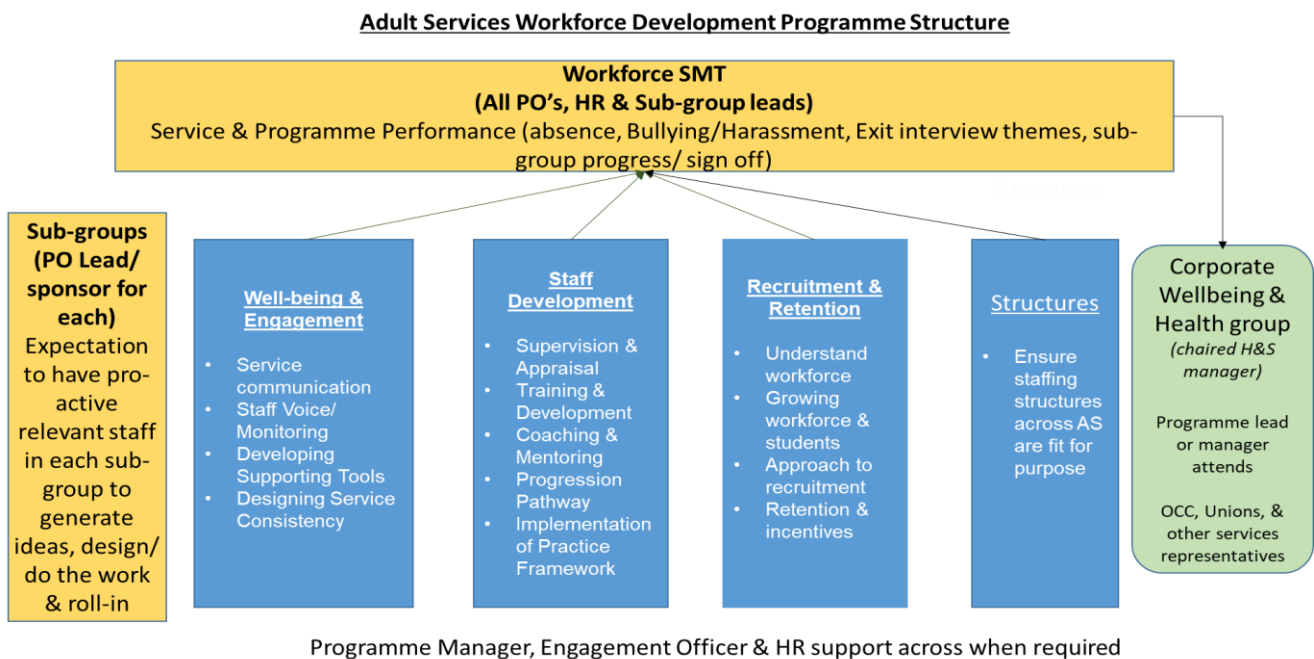 Adult Services Workforce Development Programme Structure
Workforce SMT
(All PO's, HR & Sub-group leads)
Service & Programme Performance (absence, Bullying/Harassment, Exit interview themes, sub-
group progress/ sign off)
Sub-groups
(PO Lead/
sponsor for
each)
Expectation
to have pro-
active
relevant staff
in each sub-
group to
generate
ideas, design/
do the work
& roll-in
Well-being &
Engagement
• Service
communication
• Staff Voice/
Monitoring
• Developing
Supporting Tools
• Designing Service
Consistency
Staff
Development
• Supervision &
Appraisal
• Training &
Development
• Coaching &
Mentoring
• Progression
Pathway
• Implementation
of Practice
Framework
Recruitment &
Retention
• Understand
workforce
• Growing
workforce &
students
• Approach to
recruitment
• Retention &
incentives
Structures
• Ensure
staffing
structures
across AS
are fit for
purpose
Corporate
Wellbeing &
Health group
(chaired H&S
manager)
Programme lead
or manager
attends
OCC, Unions, &
other services
representatives
Programme Manager, Engagement Officer & HR support across when required